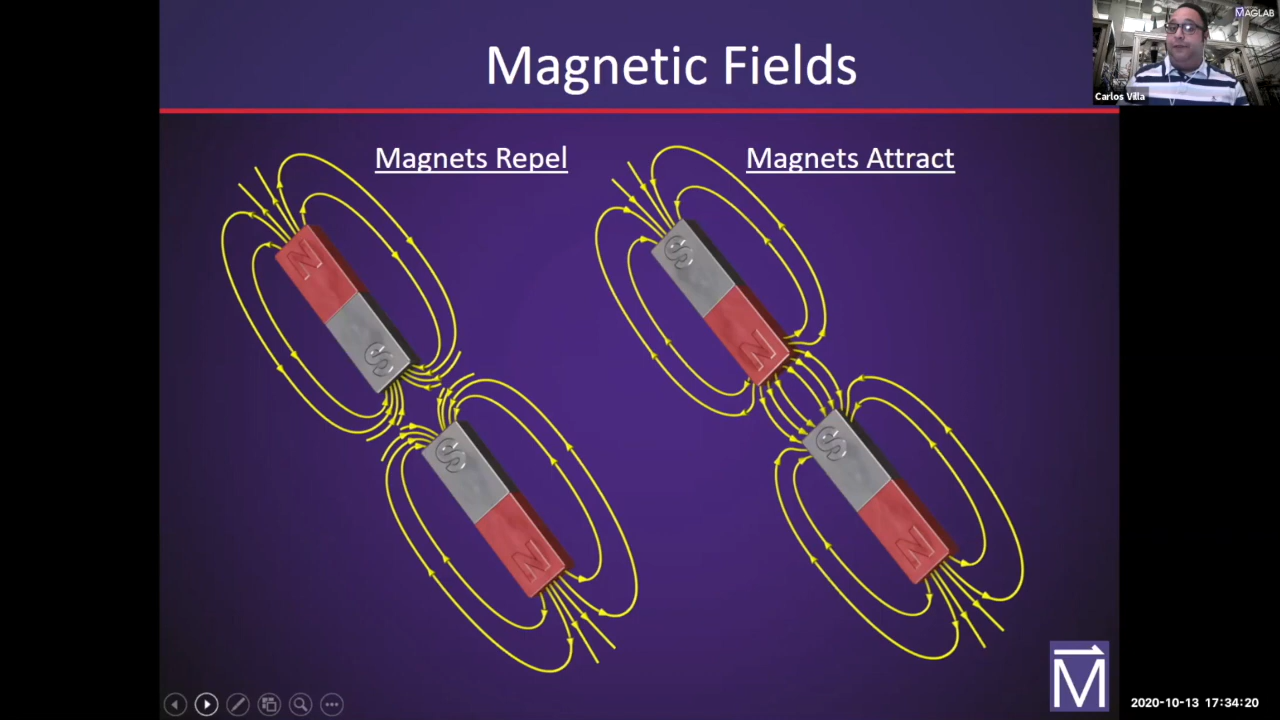 Magnetic Fields
MAGLAB
Carlos Villa
Magnets Repel
Magnets Attract
N
S
S
N
S
N
S
N
M
2020-10-13 17:34:20